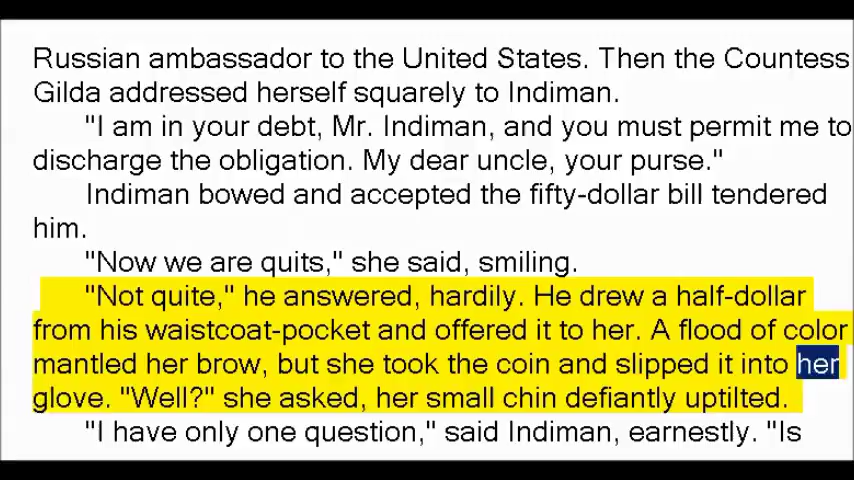 Russian ambassador to the United States. Then the Countess
Gilda addressed herself squarely to Indiman.
"I am in your debt, Mr. Indiman, and you must permit me to
discharge the obligation. My dear uncle, your purse."
Indiman bowed and accepted the fifty-dollar bill tendered
him.
"Now we are quits," she said, smiling.
"Not quite," he answered, hardily. He drew a half-dollar
from his waistcoat-pocket and offered it to her. A flood of color
mantled her brow, but she took the coin and slipped it into her
glove. "Well?" she asked, her small chin defiantly uptilted.
"I have only one question," said Indiman, earnestly. "Is